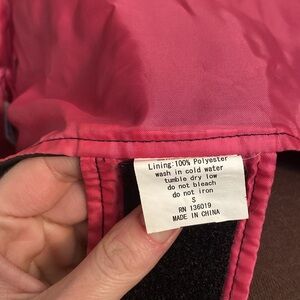 Lining:100% Polyester
wash in cold water
tumble dry low
do not bleach
do not iron
S
RN 136019
MADE IN CHINA